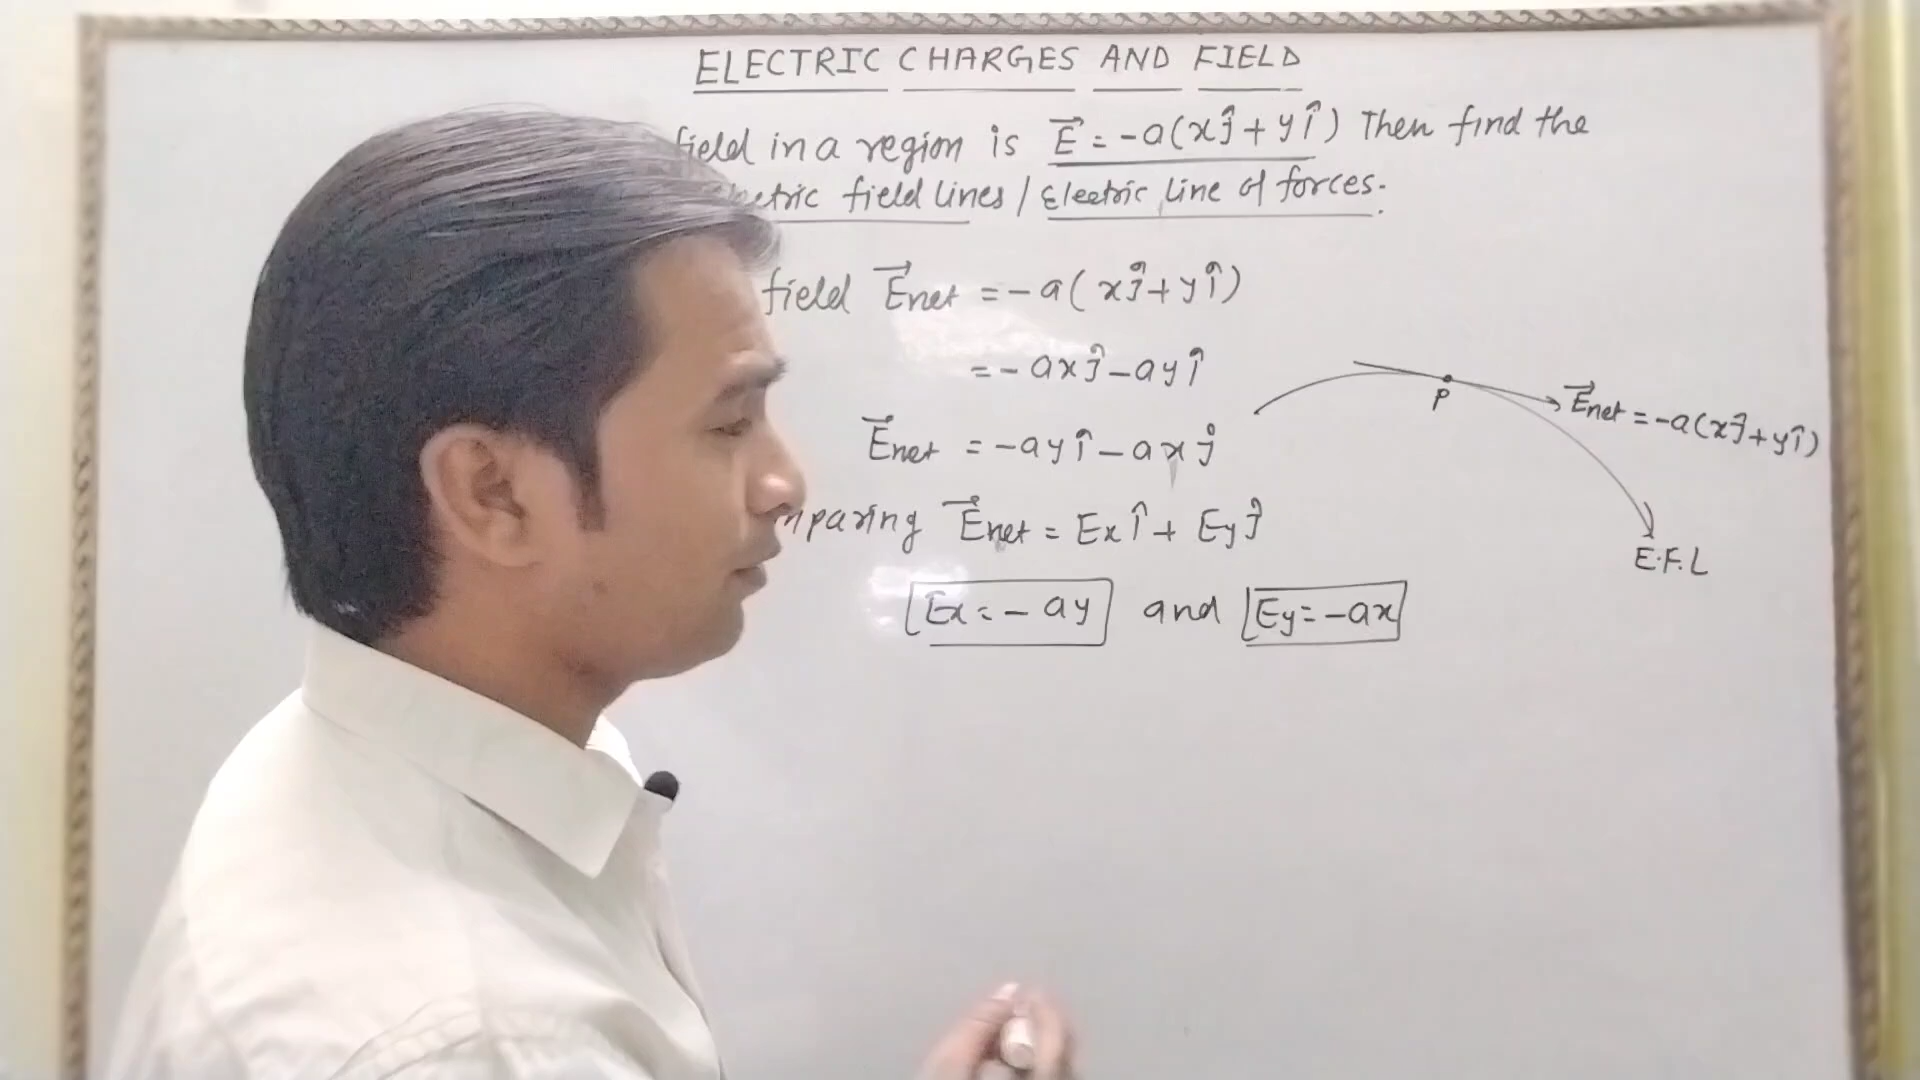 ELECTRIC CHARGES AND FIELD
field in a region is E⃗ = -a(xĵ + yî) Then find the
ctric field lines / Electric line of forces.
field E⃗net = -a(xĵ + yî)
= -axĵ - ayî
E⃗net = -ayî - axĵ
mparing E⃗net = Exî + Eyĵ
Ex = -ay and Ey = -ax
P
E⃗net = -a(xĵ + yî)
E.F.L